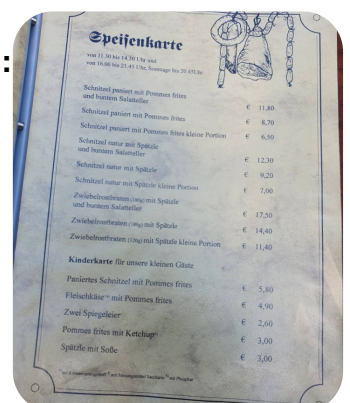 :
Speisenkarte
von 11.30 bis 14.30 Uhr und
von 16.00 bis 21.45 Uhr, Sonntags bis 20.45Uhr
Schnitzel paniert mit Pommes frites
und buntem Salatteller € 11,80
Schnitzel paniert mit Pommes frites € 8,70
Schnitzel paniert mit Pommes frites kleine Portion € 6,50
Schnitzel natur mit Spätzle
und buntem Salatteller € 12,30
Schnitzel natur mit Spätzle € 9,20
Schnitzel natur mit Spätzle kleine Portion € 7,00
Zwiebelrostbraten (180g) mit Spätzle
und buntem Salatteller € 17,50
Zwiebelrostbraten (180g) mit Spätzle € 14,40
Zwiebelrostbraten (120g) mit Spätzle kleine Portion € 11,40
Kinderkarte für unsere kleinen Gäste
Paniertes Schnitzel mit Pommes frites € 5,80
Fleischkäse mit Pommes frites € 4,90
Zwei Spiegeleier € 2,60
Pommes frites mit Ketchup € 3,00
Spätzle mit Soße € 3,00
mit Phosphat